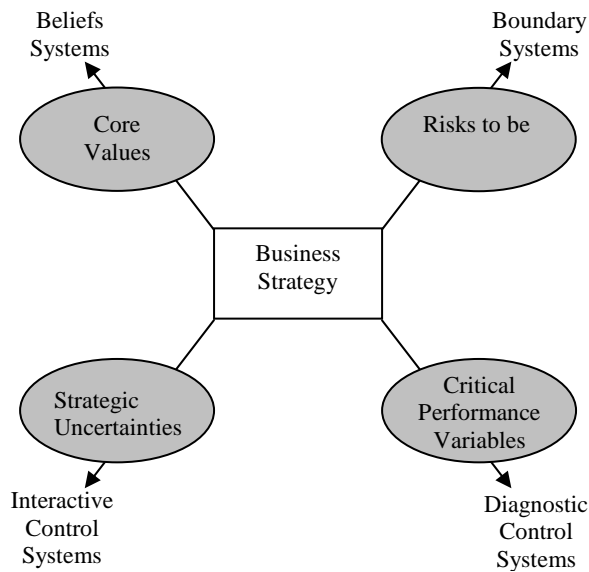 Beliefs
Systems
Boundary
Systems
Core
Values
Risks to be
Business
Strategy
Strategic
Uncertainties
Critical
Performance
Variables
Interactive
Control
Systems
Diagnostic
Control
Systems